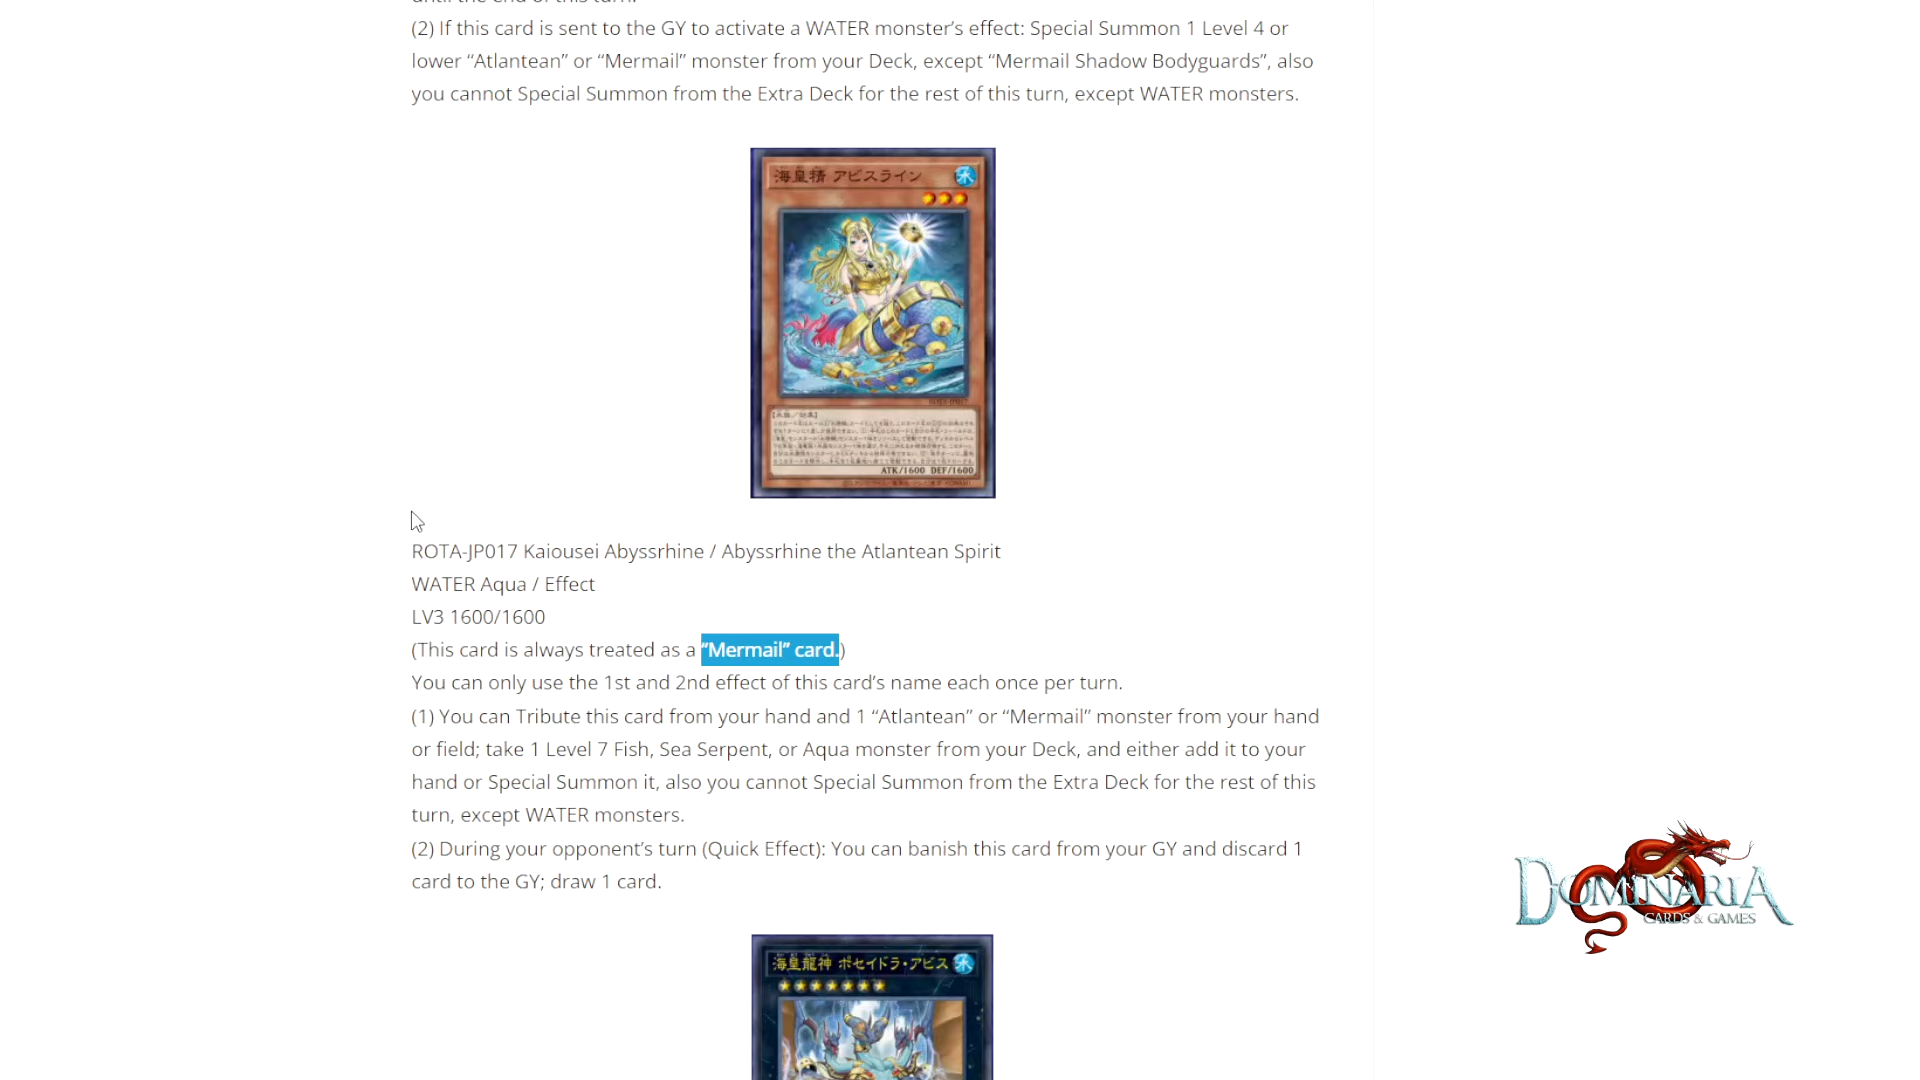 (2) If this card is sent to the GY to activate a WATER monster’s effect: Special Summon 1 Level 4 or
lower “Atlantean” or “Mermail” monster from your Deck, except “Mermail Shadow Bodyguards”, also
you cannot Special Summon from the Extra Deck for the rest of this turn, except WATER monsters.
海皇精 アビスライン
水
ATK/1600 DEF/1600
ROTA-JP017 Kaiousei Abyssrhine / Abyssrhine the Atlantean Spirit
WATER Aqua / Effect
LV3 1600/1600
(This card is always treated as a “Mermail” card.)
You can only use the 1st and 2nd effect of this card’s name each once per turn.
(1) You can Tribute this card from your hand and 1 “Atlantean” or “Mermail” monster from your hand
or field; take 1 Level 7 Fish, Sea Serpent, or Aqua monster from your Deck, and either add it to your
hand or Special Summon it, also you cannot Special Summon from the Extra Deck for the rest of this
turn, except WATER monsters.
(2) During your opponent’s turn (Quick Effect): You can banish this card from your GY and discard 1
card to the GY; draw 1 card.
海皇龍神 ポセイドラ・アビス
水
DOMINARIA
CARDS & GAMES